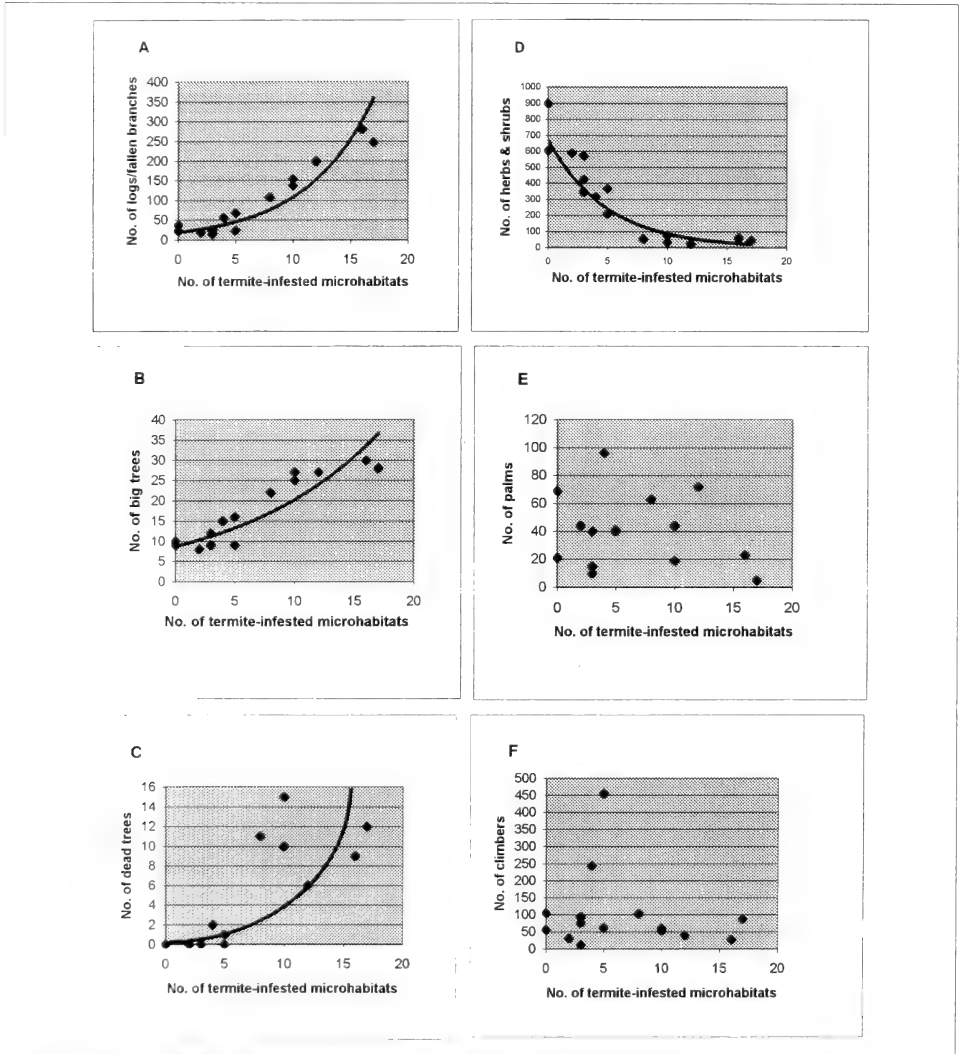 A
No. of logs/fallen branches
400
350
300
250
200
150
100
50
0
0 5 10 15 20
No. of termite-infested microhabitats
D
No. of herbs & shrubs
1000
900
800
700
600
500
400
300
200
100
0
0 5 10 15 20
No. of termite-infested microhabitats
B
No. of big trees
40
35
30
25
20
15
10
5
0
0 5 10 15 20
No. of termite-infested microhabitats
E
No. of palms
120
100
80
60
40
20
0
0 5 10 15 20
No. of termite-infested microhabitats
C
No. of dead trees
16
14
12
10
8
6
4
2
0
0 5 10 15 20
No. of termite-infested microhabitats
F
No. of climbers
500
450
400
350
300
250
200
150
100
50
0
0 5 10 15 20
No. of termite-infested microhabitats